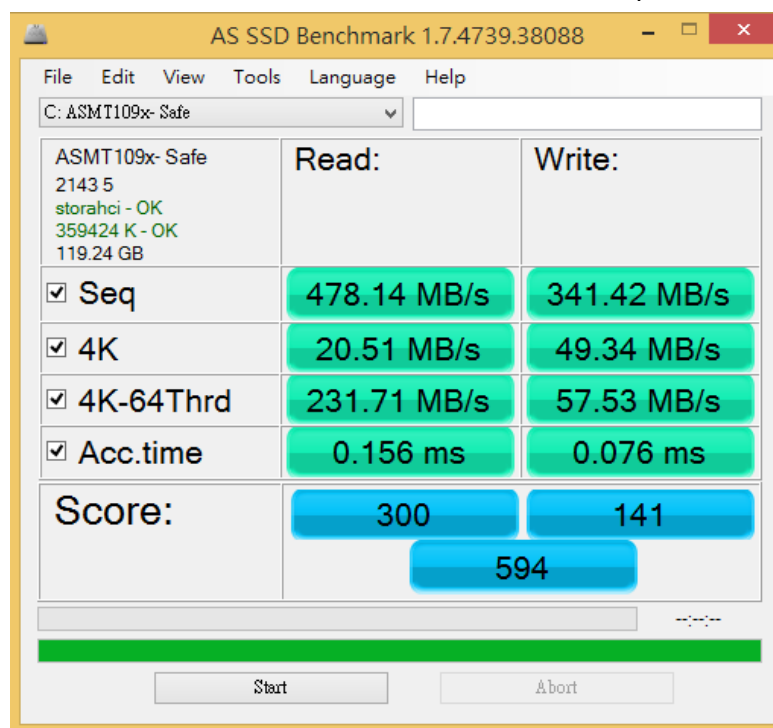 AS SSD Benchmark 1.7.4739.38088
File Edit View Tools Language Help
C: ASMT109x- Safe
ASMT109x- Safe
2143 5
storahci - OK
359424 K - OK
119.24 GB
Read: Write:
Seq 478.14 MB/s 341.42 MB/s
4K 20.51 MB/s 49.34 MB/s
4K-64Thrd 231.71 MB/s 57.53 MB/s
Acc.time 0.156 ms 0.076 ms
Score: 300 141
594
--:--:--
Start Abort